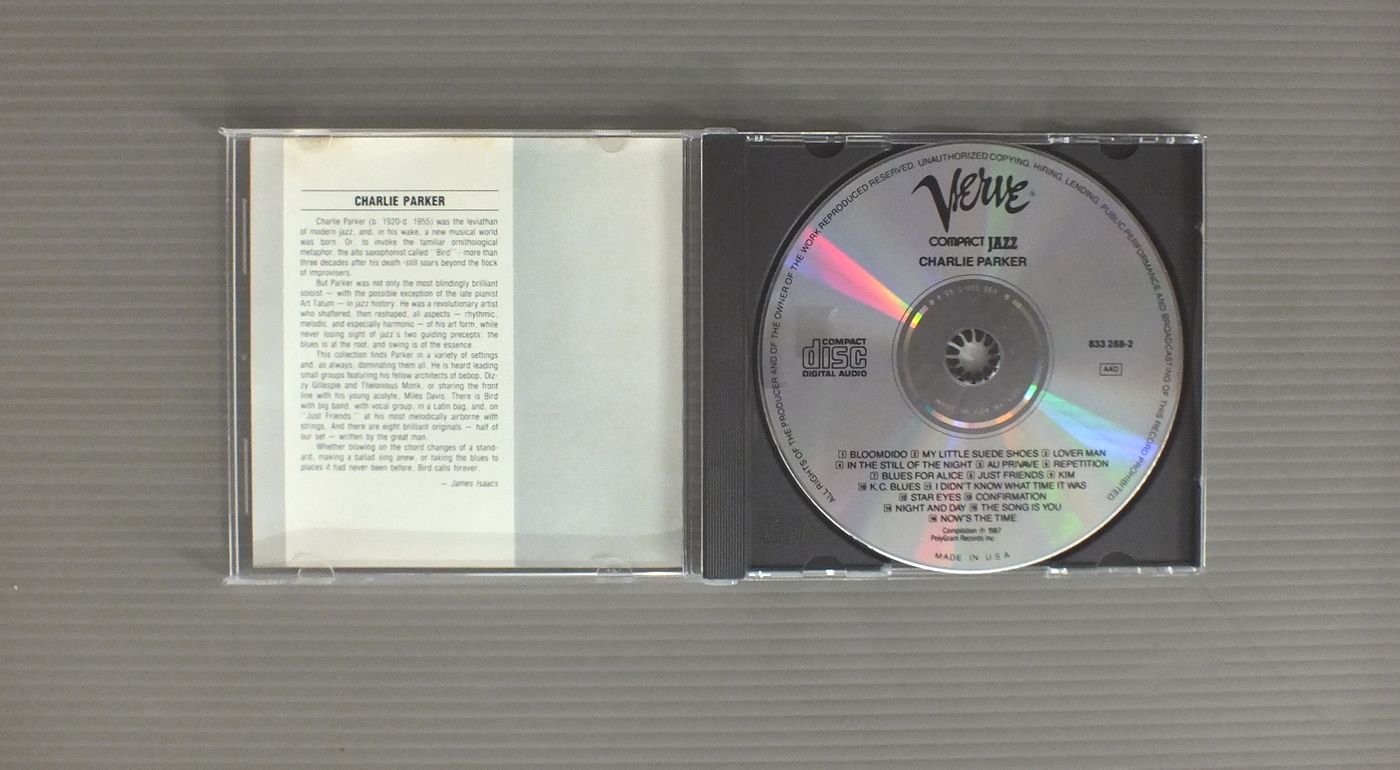 CHARLIE PARKER
Charlie Parker (b. 1920-d. 1955) was the leviathan
of modern jazz, and, in his wake, a new musical world
was born. Or, to invoke the familiar ornithological
metaphor, the alto saxophonist called "Bird" - more than
three decades after his death -still soars beyond the flock
of improvisers.
But Parker was not only the most blindingly brilliant
soloist — with the possible exception of the late pianist
Art Tatum — in jazz history. He was a revolutionary artist
who shattered, then reshaped, all aspects — rhythmic,
melodic, and especially harmonic — of his art form, while
never losing sight of jazz's two guiding precepts: the
blues is at the root, and swing is of the essence.
This collection finds Parker in a variety of settings
and, as always, dominating them all. He is heard leading
small groups featuring his fellow architects of bebop, Diz-
zy Gillespie and Thelonious Monk, or sharing the front
line with his young acolyte, Miles Davis. There is Bird
with big band, with vocal group, in a Latin bag, and, on
"Just Friends," at his most melodically airborne with
strings. And there are eight brilliant originals — half of
our set — written by the great man.
Whether blowing on the chord changes of a stand-
ard, making a ballad sing anew, or taking the blues to
places it had never been before, Bird calls forever.
— James Isaacs
ALL RIGHTS OF THE PRODUCER AND OF THE OWNER OF THE WORK REPRODUCED RESERVED. UNAUTHORIZED COPYING, HIRING, LENDING, PUBLIC PERFORMANCE AND BROADCASTING OF THIS RECORD PROHIBITED
Verve
COMPACT JAZZ
CHARLIE PARKER
COMPACT
disc
DIGITAL AUDIO
833 288-2
AAD
1 BLOOMDIDO 2 MY LITTLE SUEDE SHOES 3 LOVER MAN
4 IN THE STILL OF THE NIGHT 5 AU PRIVAVE 6 REPETITION
7 BLUES FOR ALICE 8 JUST FRIENDS 9 KIM
10 K.C. BLUES 11 I DIDN'T KNOW WHAT TIME IT WAS
12 STAR EYES 13 CONFIRMATION
14 NIGHT AND DAY 15 THE SONG IS YOU
16 NOW'S THE TIME
Compilation ℗ 1987
PolyGram Records Inc
MADE IN U S A